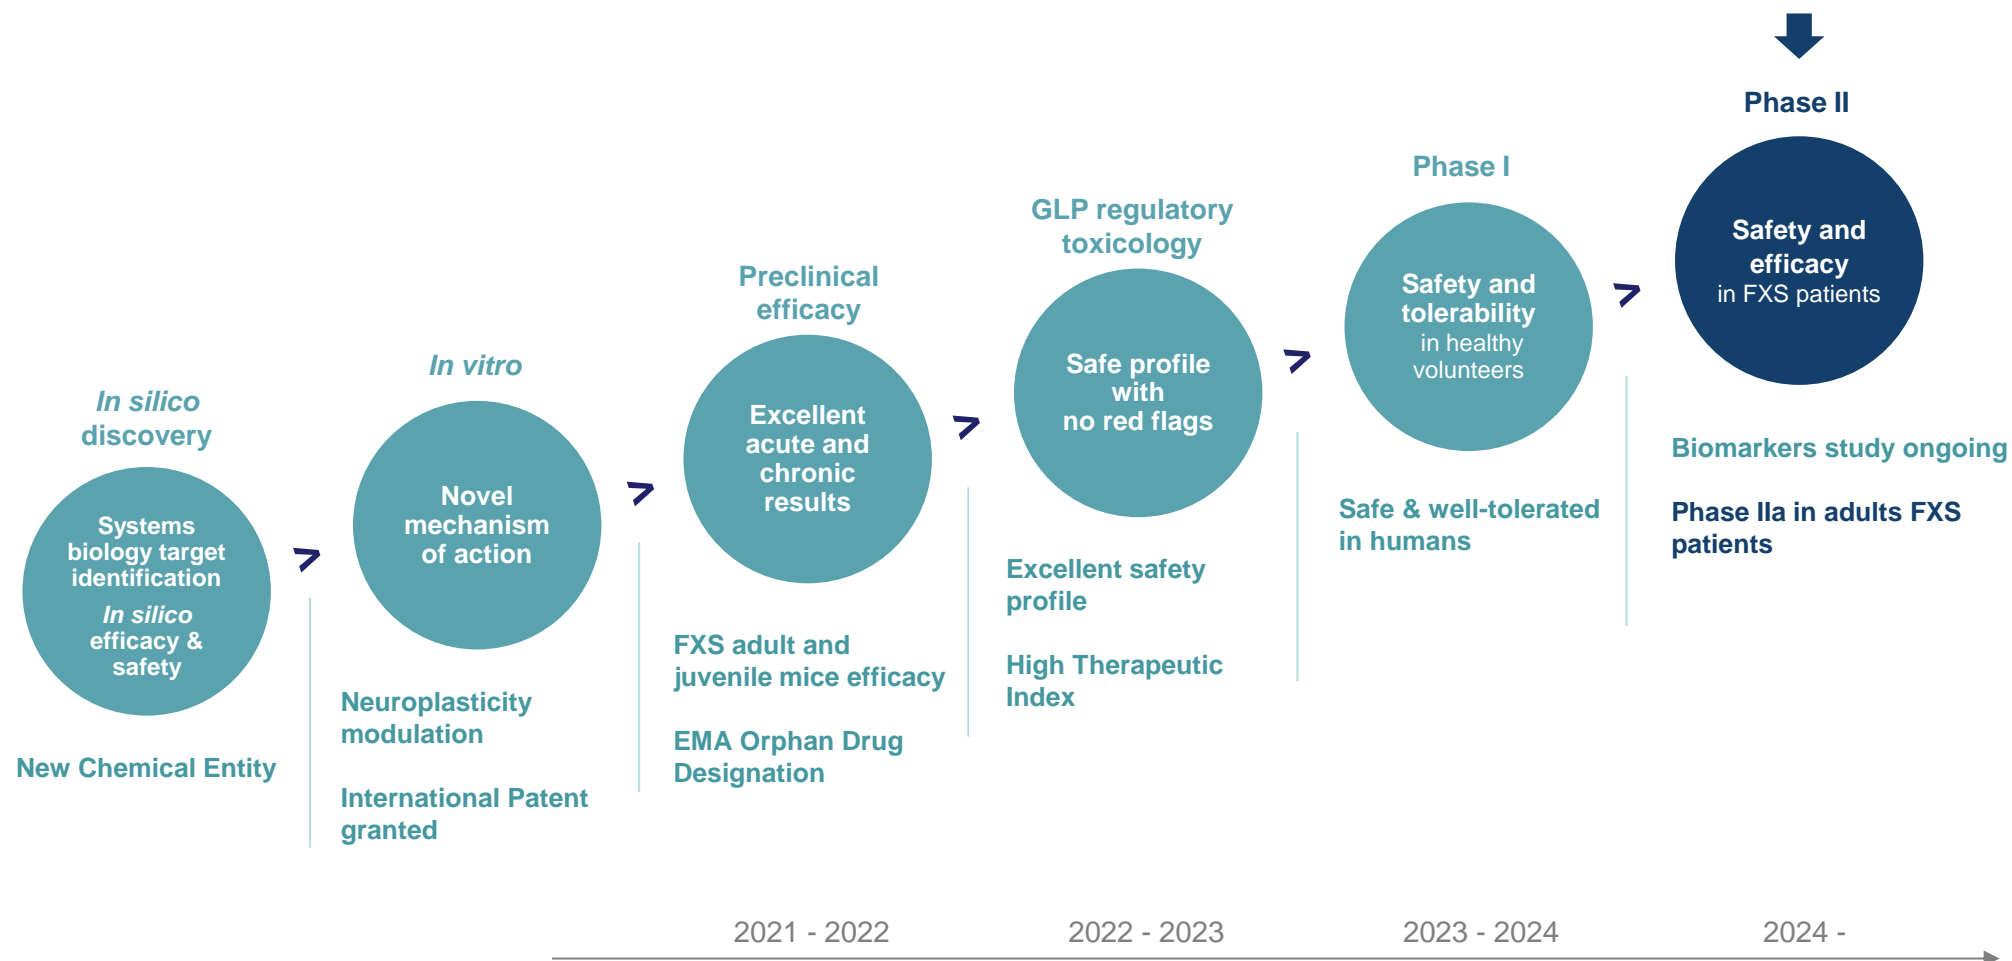 In silico
discovery
Systems
biology target
identification
In silico
efficacy &
safety
New Chemical Entity
In vitro
Novel
mechanism
of action
Neuroplasticity
modulation
International Patent
granted
Preclinical
efficacy
Excellent
acute and
chronic
results
FXS adult and
juvenile mice efficacy
EMA Orphan Drug
Designation
GLP regulatory
toxicology
Safe profile
with
no red flags
Excellent safety
profile
High Therapeutic
Index
Phase I
Safety and
tolerability
in healthy
volunteers
Safe & well-tolerated
in humans
Phase II
Safety and
efficacy
in FXS patients
Biomarkers study ongoing
Phase IIa in adults FXS
patients
2021 - 2022
2022 - 2023
2023 - 2024
2024 -